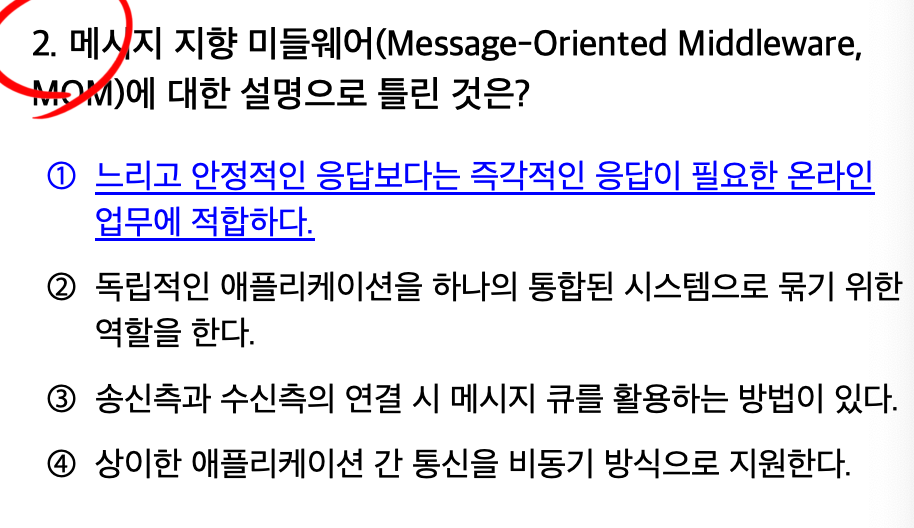 2. 메시지 지향 미들웨어(Message-Oriented Middleware,
MOM)에 대한 설명으로 틀린 것은?
① 느리고 안정적인 응답보다는 즉각적인 응답이 필요한 온라인
업무에 적합하다.
② 독립적인 애플리케이션을 하나의 통합된 시스템으로 묶기 위한
역할을 한다.
③ 송신측과 수신측의 연결 시 메시지 큐를 활용하는 방법이 있다.
④ 상이한 애플리케이션 간 통신을 비동기 방식으로 지원한다.